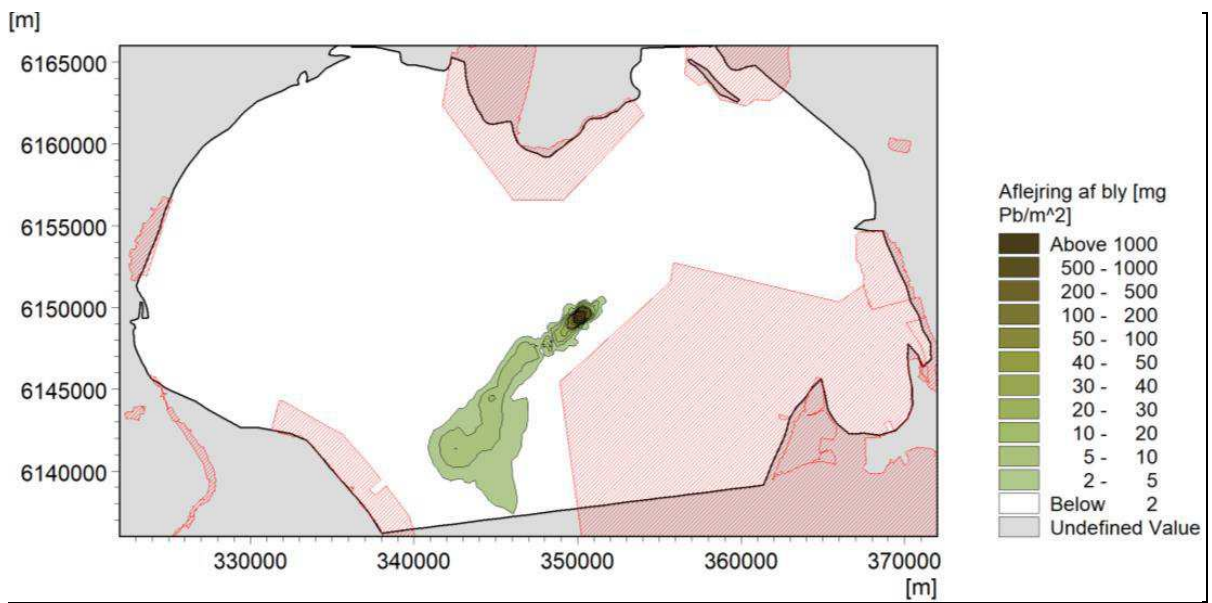 [m]
6165000
6160000
6155000
6150000
6145000
6140000
330000 340000 350000 360000 370000
[m]
Aflejring af bly [mg
Pb/m^2]
Above 1000
500 - 1000
200 - 500
100 - 200
50 - 100
40 - 50
30 - 40
20 - 30
10 - 20
5 - 10
2 - 5
Below 2
Undefined Value